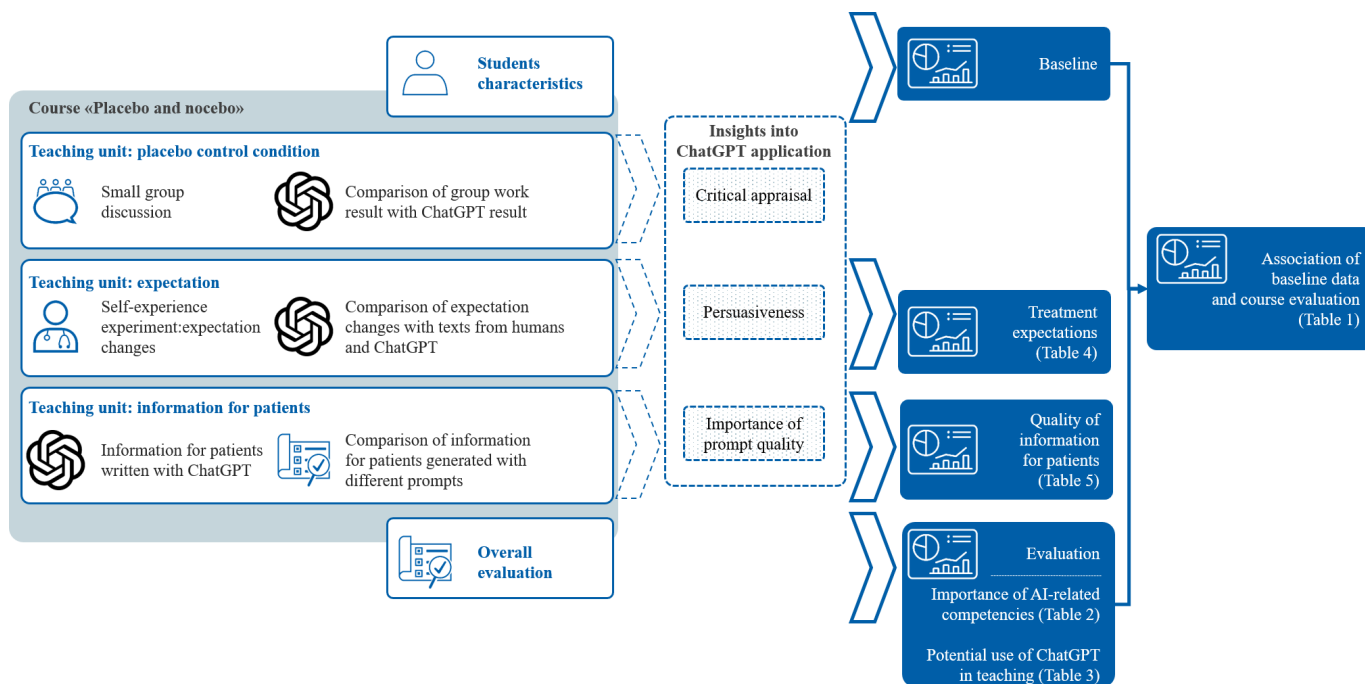 Students
characteristics
Course «Placebo and nocebo»
Teaching unit: placebo control condition
Small group
discussion
Comparison of group work
result with ChatGPT result
Teaching unit: expectation
Self-experience
experiment:expectation
changes
Comparison of expectation
changes with texts from humans
and ChatGPT
Teaching unit: information for patients
Information for patients
written with ChatGPT
Comparison of information
for patients generated with
different prompts
Overall
evaluation
Insights into
ChatGPT application
Critical appraisal
Persuasiveness
Importance of
prompt quality
Baseline
Treatment
expectations
(Table 4)
Quality of
information
for patients
(Table 5)
Evaluation
Importance of AI-related
competencies (Table 2)
Potential use of ChatGPT
in teaching (Table 3)
Association of
baseline data
and course evaluation
(Table 1)